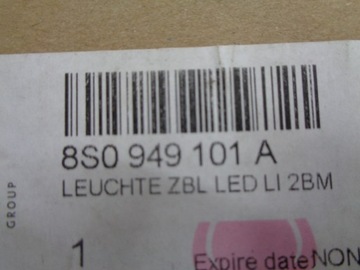 8S0 949 101 A
LEUCHTE ZBL LED LI 2BM
GROUP
1
Expire date NON